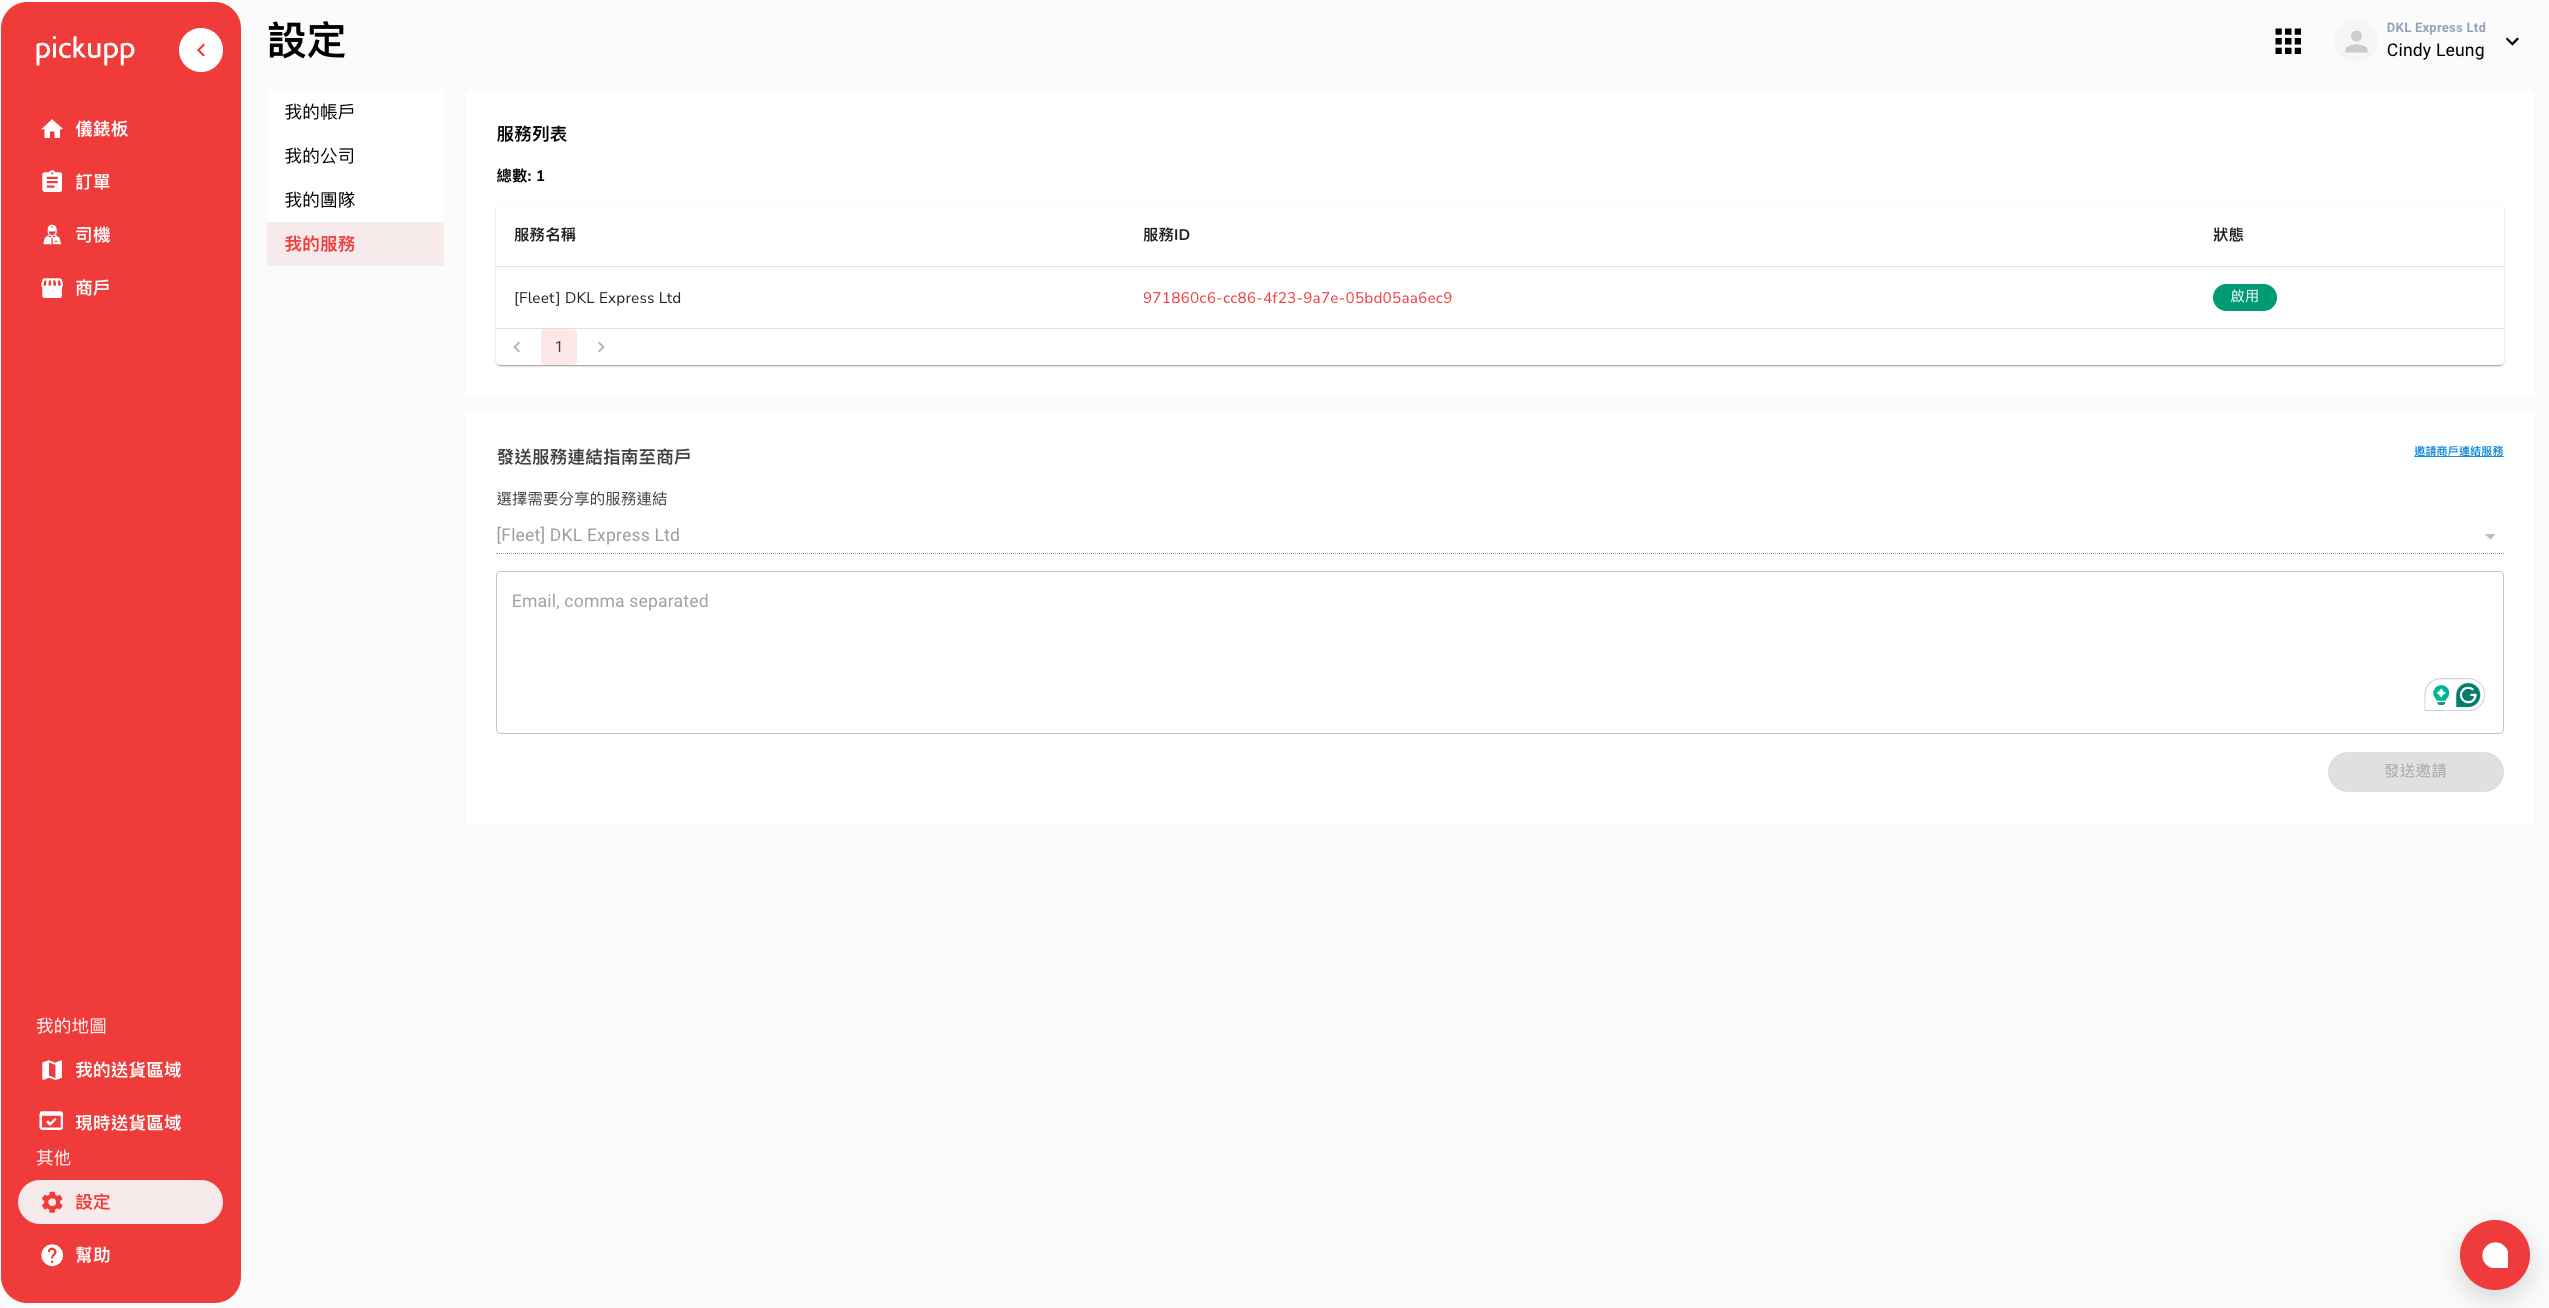 pickupp
儀錶板
訂單
司機
商戶
我的地圖
我的送貨區域
現時送貨區域
其他
設定
幫助
設定
DKL Express Ltd
Cindy Leung
我的帳戶
我的公司
我的團隊
我的服務
服務列表
總數: 1
服務名稱 服務ID 狀態
[Fleet] DKL Express Ltd 971860c6-cc86-4f23-9a7e-05bd05aa6ec9 啟用
1
發送服務連結指南至商戶
邀請商戶連結服務
選擇需要分享的服務連結
[Fleet] DKL Express Ltd
Email, comma separated
發送邀請